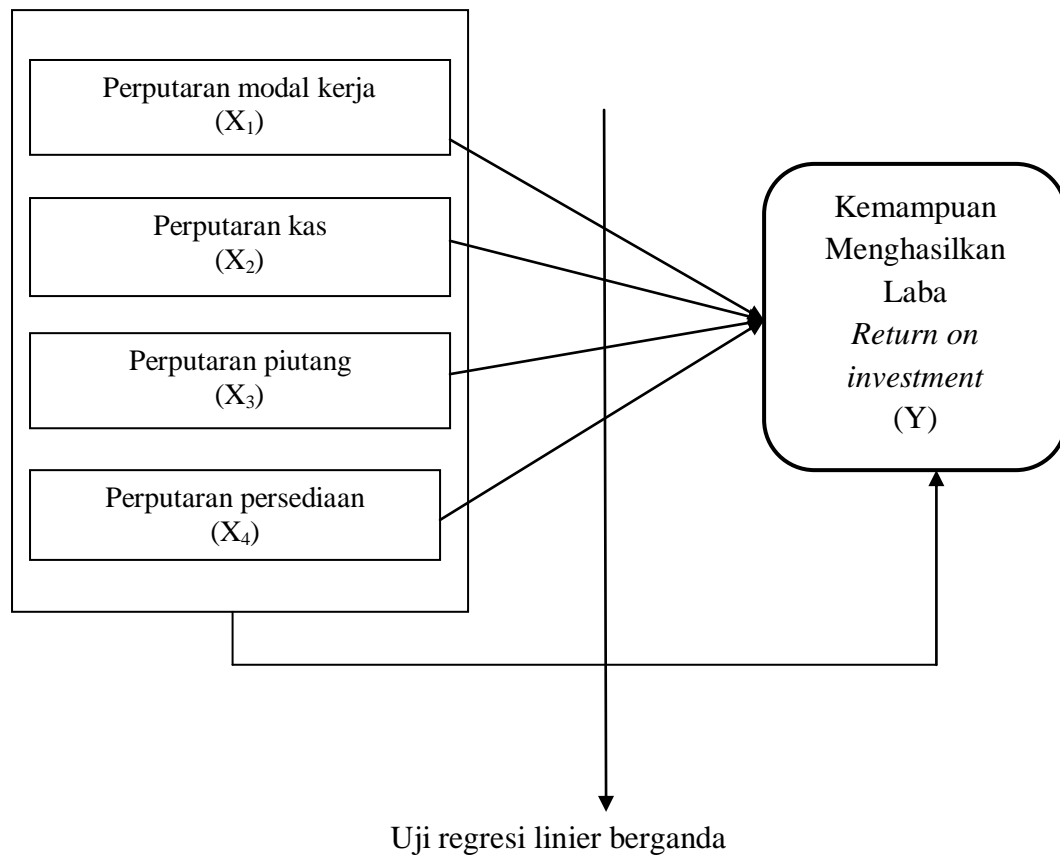 Perputaran modal kerja
(X₁)
Perputaran kas
(X₂)
Perputaran piutang
(X₃)
Perputaran persediaan
(X₄)
Kemampuan
Menghasilkan
Laba
Return on
investment
(Y)
Uji regresi linier berganda